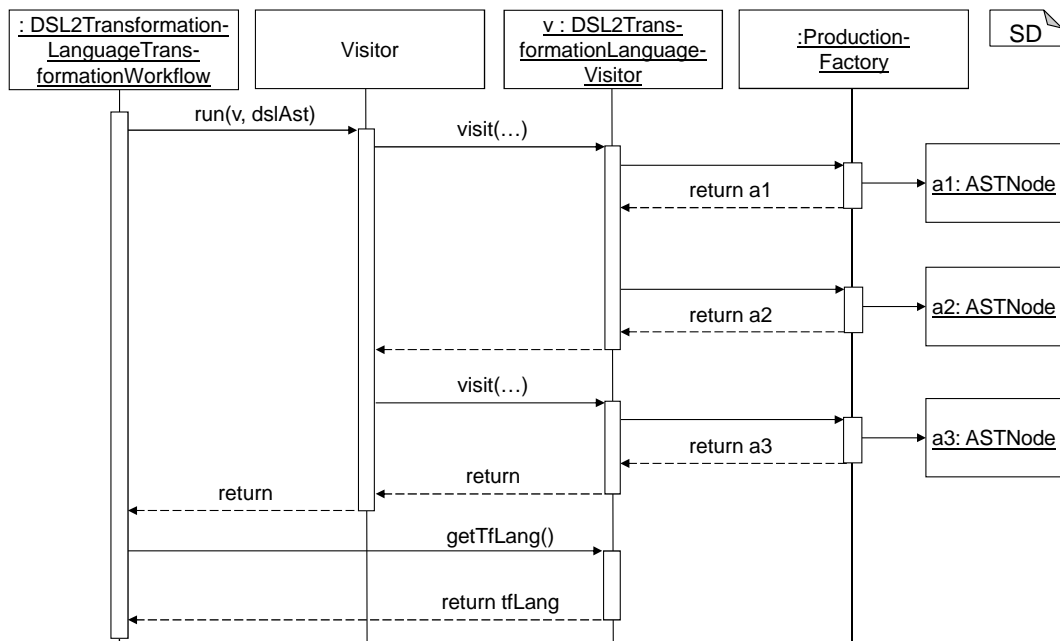 : DSL2Transformation-
LanguageTrans-
formationWorkflow
Visitor
v : DSL2Trans-
formationLanguage-
Visitor
:Production-
Factory
SD
run(v, dslAst)
visit(…)
return a1
a1: ASTNode
return a2
a2: ASTNode
visit(…)
return a3
a3: ASTNode
return
return
getTfLang()
return tfLang